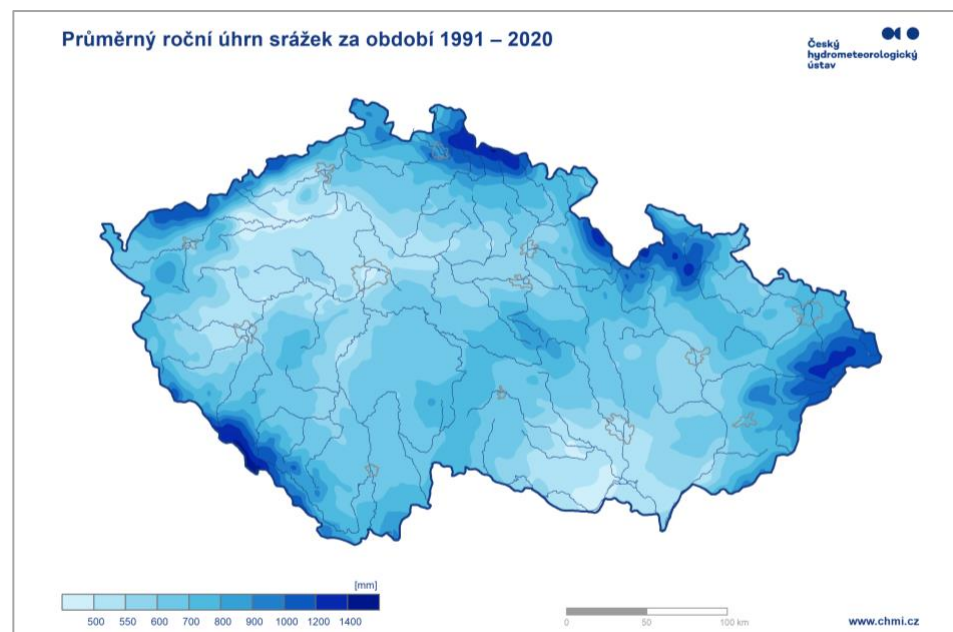 Průměrný roční úhrn srážek za období 1991 – 2020
Český
hydrometeorologický
ústav
[mm]
500 550 600 700 800 900 1000 1200 1400
0 50 100 km
www.chmi.cz